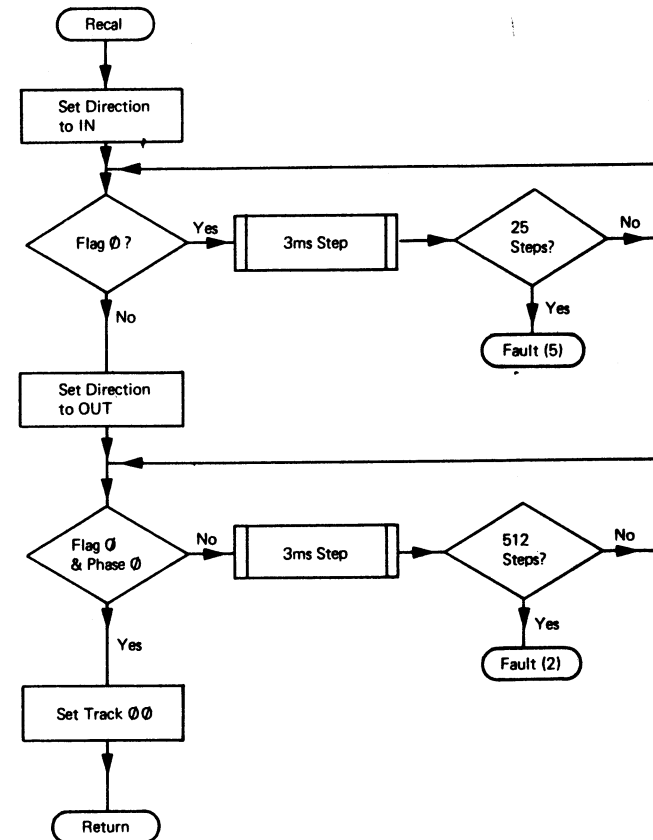 Recal
Set Direction
to IN
Flag Ø ?
Yes
3ms Step
25
Steps?
No
No
Yes
Fault (5)
Set Direction
to OUT
Flag Ø
& Phase Ø
No
3ms Step
512
Steps?
No
Yes
Yes
Fault (2)
Set Track ØØ
Return